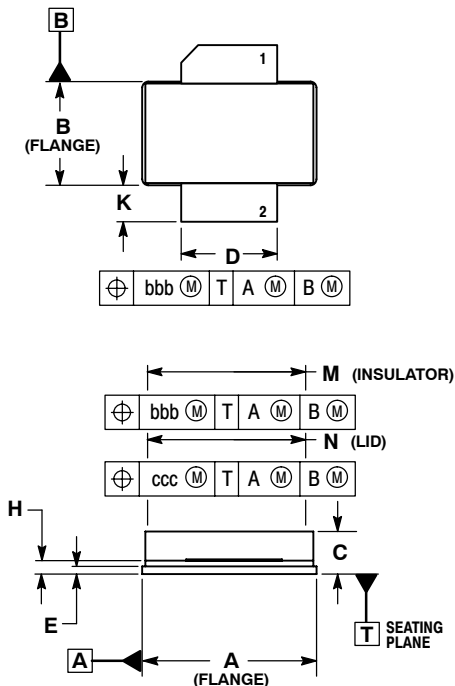 B
1
B
(FLANGE)
K
2
D
⌖ bbb Ⓜ T A Ⓜ B Ⓜ
M (INSULATOR)
⌖ bbb Ⓜ T A Ⓜ B Ⓜ
N (LID)
⌖ ccc Ⓜ T A Ⓜ B Ⓜ
H
C
E
T SEATING
PLANE
A
A
(FLANGE)